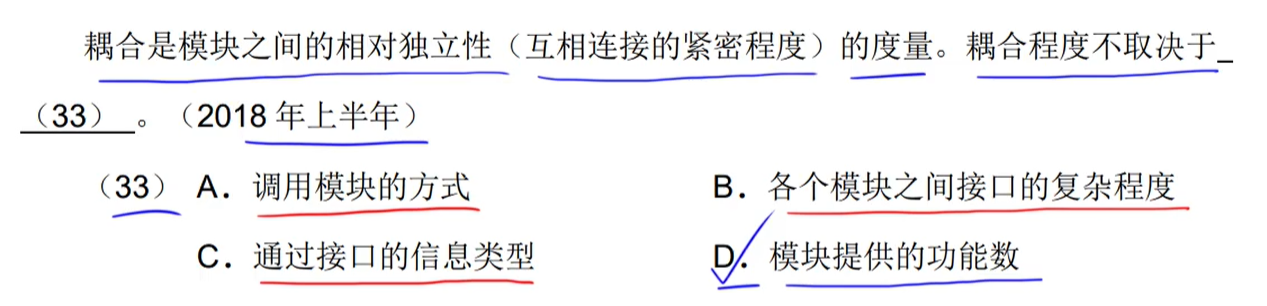 耦合是模块之间的相对独立性（互相连接的紧密程度）的度量。耦合程度不取决于_
（33）。（2018 年上半年）
（33）A．调用模块的方式 B．各个模块之间接口的复杂程度
C．通过接口的信息类型 D．模块提供的功能数